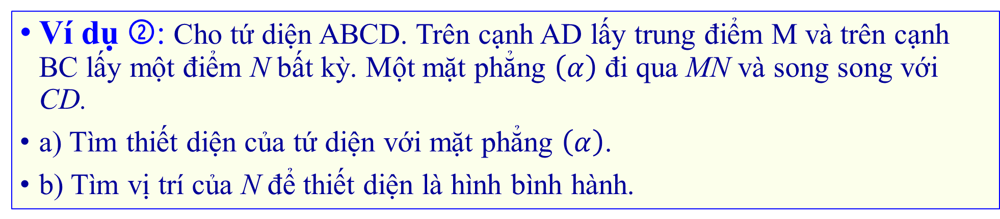 • Ví dụ ②: Cho tứ diện ABCD. Trên cạnh AD lấy trung điểm M và trên cạnh
BC lấy một điểm N bất kỳ. Một mặt phẳng (α) đi qua MN và song song với
CD.
• a) Tìm thiết diện của tứ diện với mặt phẳng (α).
• b) Tìm vị trí của N để thiết diện là hình bình hành.